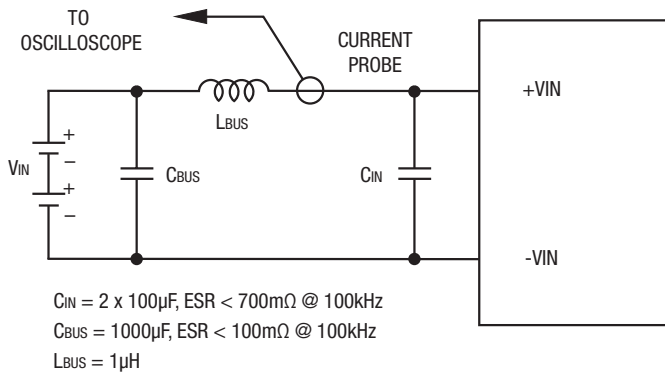 TO
OSCILLOSCOPE
CURRENT
PROBE
+VIN
LBUS
+
−
VIN
+
−
CBUS
CIN
-VIN
CIN = 2 x 100µF, ESR < 700mΩ @ 100kHz
CBUS = 1000µF, ESR < 100mΩ @ 100kHz
LBUS = 1µH